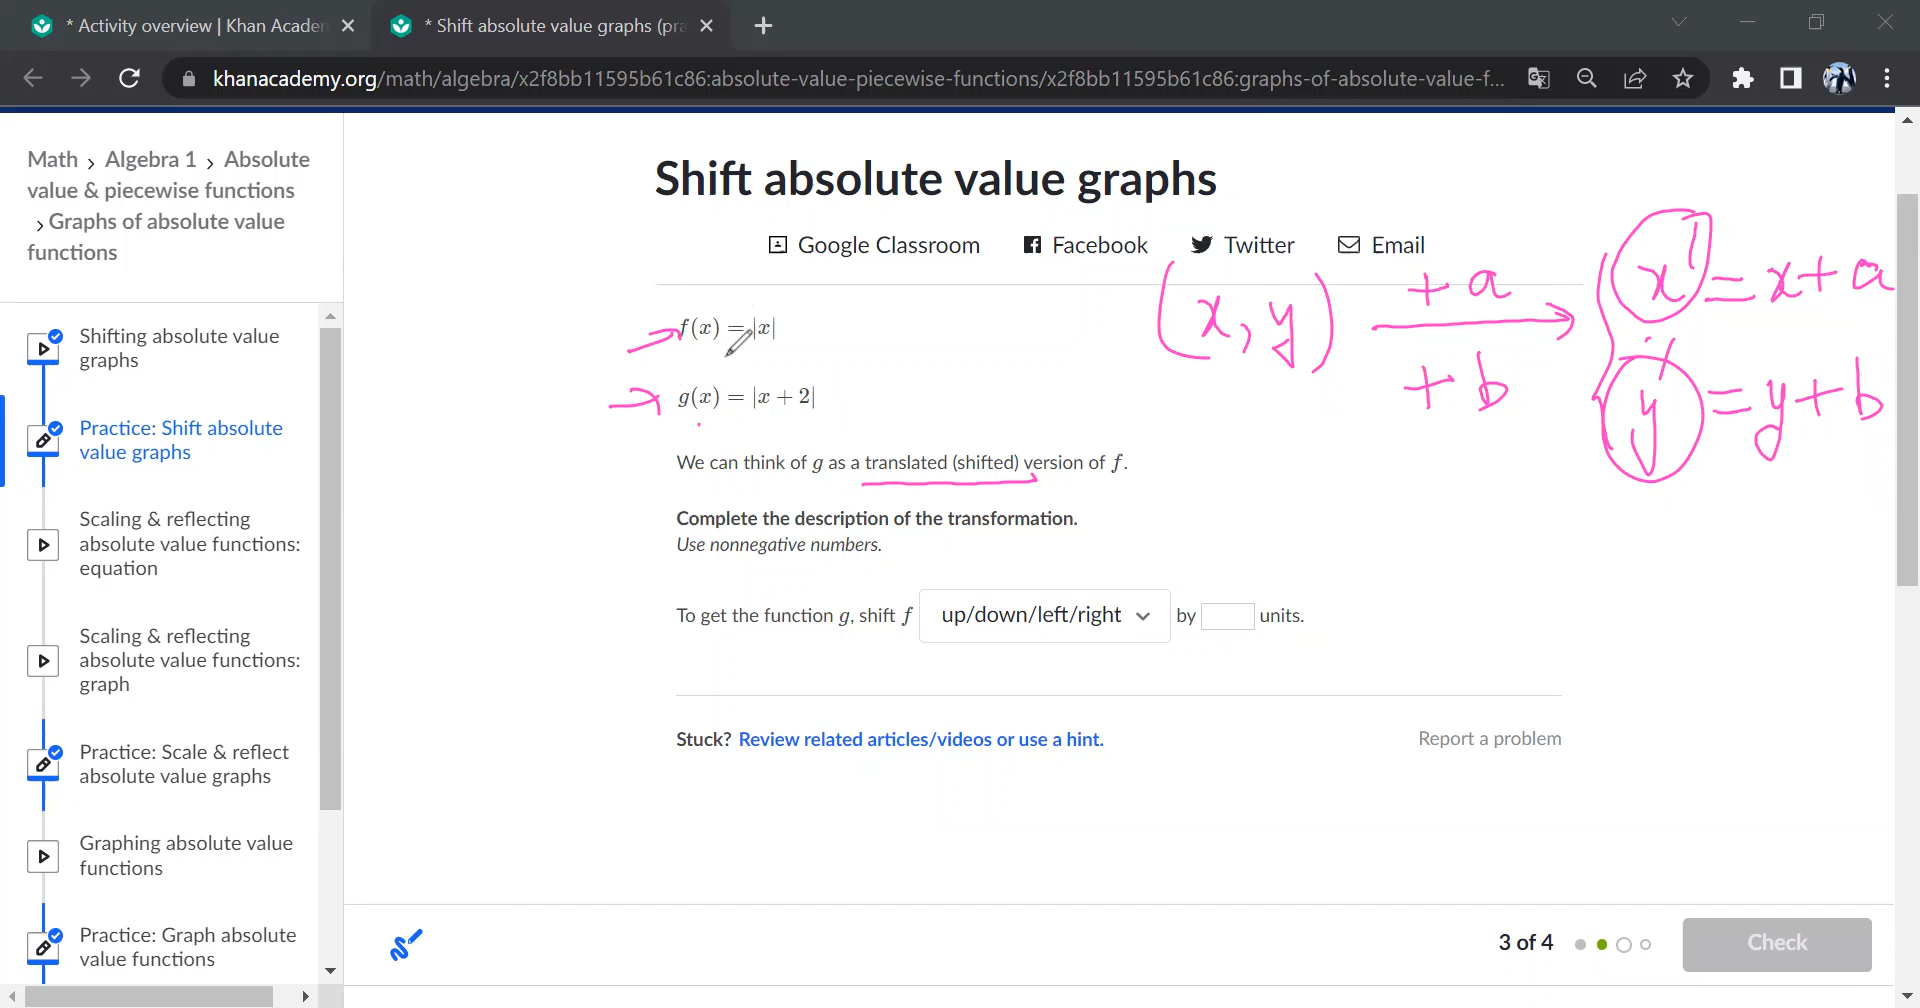 * Activity overview | Khan Acaden
* Shift absolute value graphs (pra
khanacademy.org/math/algebra/x2f8bb11595b61c86:absolute-value-piecewise-functions/x2f8bb11595b61c86:graphs-of-absolute-value-f...
Math > Algebra 1 > Absolute
value & piecewise functions
> Graphs of absolute value
functions
Shifting absolute value
graphs
Practice: Shift absolute
value graphs
Scaling & reflecting
absolute value functions:
equation
Scaling & reflecting
absolute value functions:
graph
Practice: Scale & reflect
absolute value graphs
Graphing absolute value
functions
Practice: Graph absolute
value functions
Shift absolute value graphs
Google Classroom
Facebook
Twitter
Email
f(x) = |x|
g(x) = |x + 2|
(x, y)
+ a
+ b
x' = x + a
y' = y + b
We can think of g as a translated (shifted) version of f.
Complete the description of the transformation.
Use nonnegative numbers.
To get the function g, shift f up/down/left/right by units.
Stuck? Review related articles/videos or use a hint.
Report a problem
3 of 4
Check